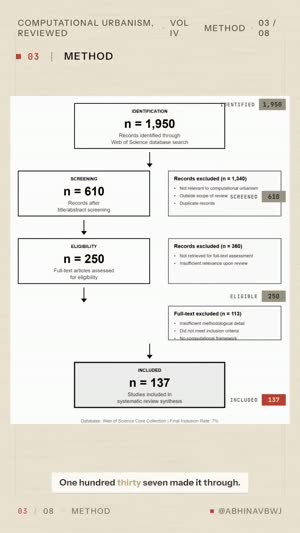 COMPUTATIONAL URBANISM, REVIEWED · VOL IV METHOD · 03 / 08
03 METHOD
IDENTIFIED 1,950
IDENTIFICATION
n = 1,950
Records identified through
Web of Science database search
SCREENING
n = 610
Records after
title/abstract screening
Records excluded (n = 1,340)
• Not relevant to computational urbanism
• Outside scope review
• Duplicate records
SCREENED 610
ELIGIBILITY
n = 250
Full-text articles assessed
for eligibility
Records excluded (n = 360)
• Not retrieved for full-text assessment
• Insufficient relevance upon review
ELIGIBLE 250
Full-text excluded (n = 113)
• Insufficient methodological detail
• Did not meet inclusion criteria
• No computational framework
INCLUDED
n = 137
Studies included in
systematic review synthesis
INCLUDED 137
Database: Web of Science Core Collection | Final Inclusion Rate: 7%
One hundred thirty seven made it through.
03 / 08 · METHOD
@ABHINAVBWJ